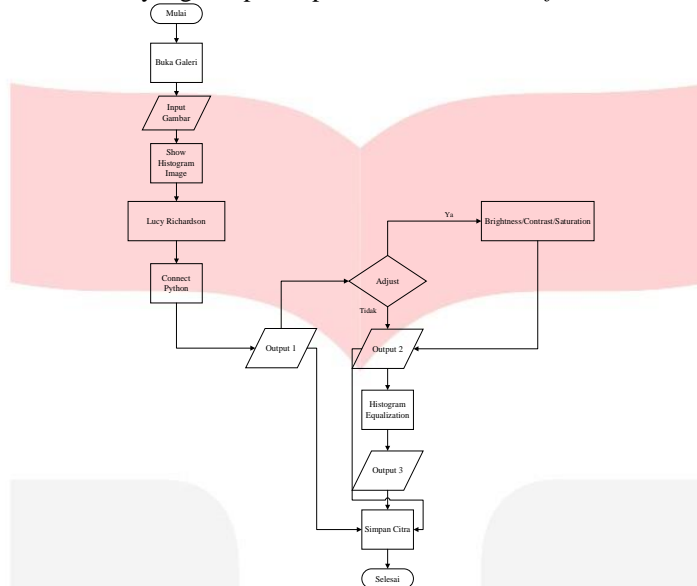 Mulai
Buka Galeri
Input
Gambar
Show
Histogram
Image
Lucy Richardson
Connect
Python
Output 1
Adjust
Ya
Brightness/Contrast/Saturation
Tidak
Output 2
Histogram
Equalization
Output 3
Simpan Citra
Selesai